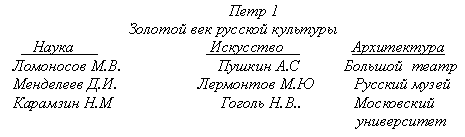 Петр 1
Золотой век русской культуры
Наука Искусство Архитектура
Ломоносов М.В. Пушкин А.С Большой театр
Менделеев Д.И. Лермонтов М.Ю Русский музей
Карамзин Н.М Гоголь Н.В.. Московский
университет